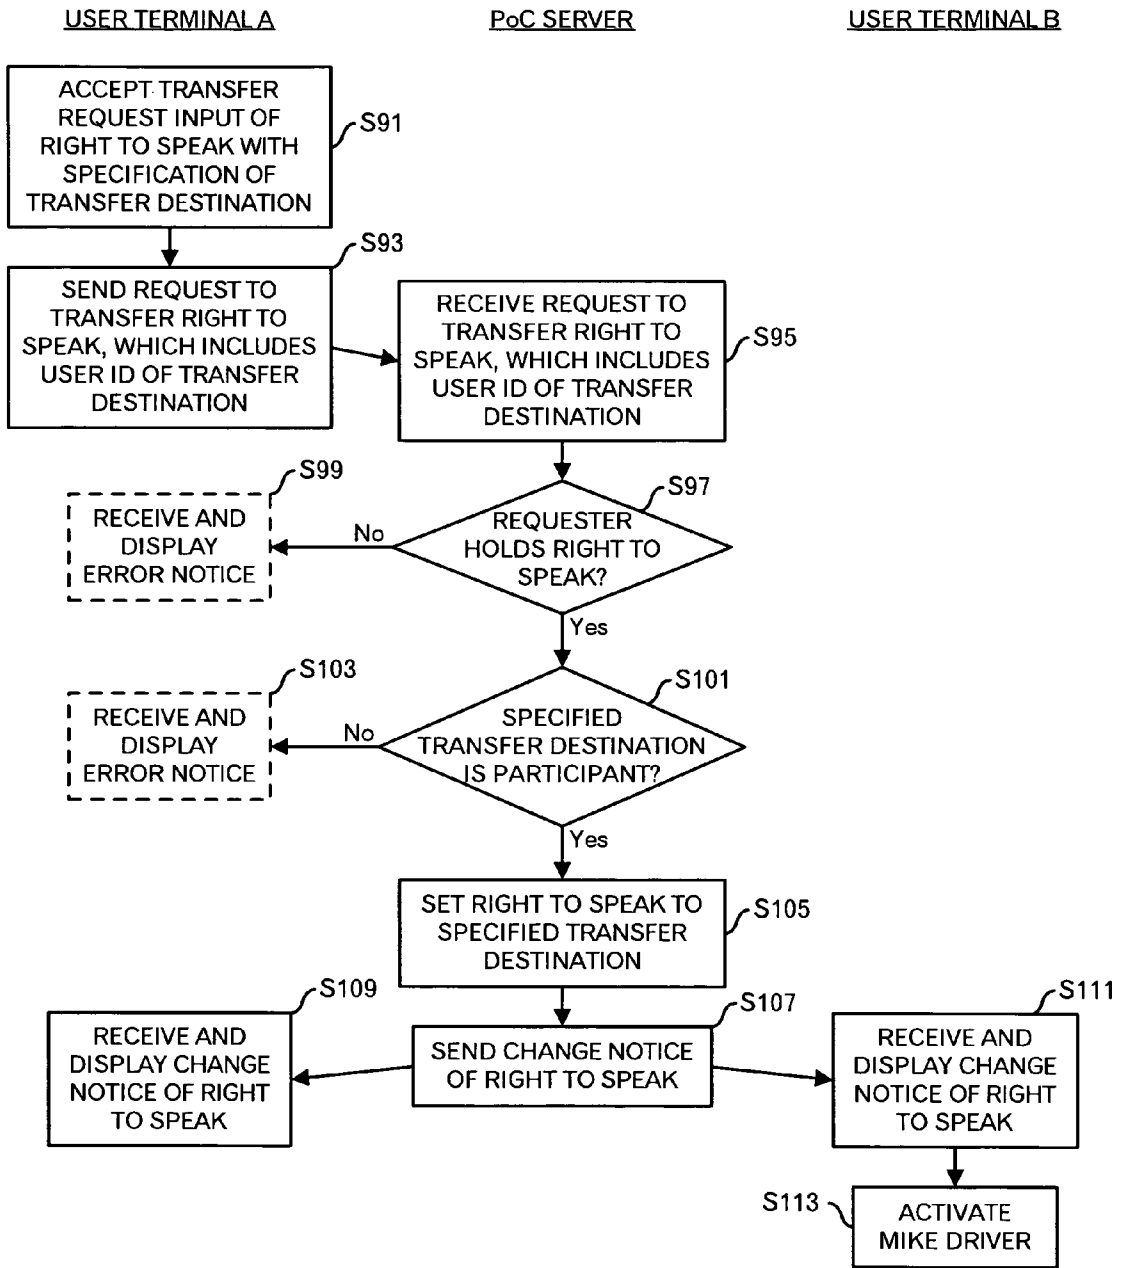 USER TERMINAL A
PoC SERVER
USER TERMINAL B
ACCEPT TRANSFER
REQUEST INPUT OF
RIGHT TO SPEAK WITH
SPECIFICATION OF
TRANSFER DESTINATION
S91
S93
SEND REQUEST TO
TRANSFER RIGHT TO
SPEAK, WHICH INCLUDES
USER ID OF TRANSFER
DESTINATION
RECEIVE REQUEST TO
TRANSFER RIGHT TO
SPEAK, WHICH INCLUDES
USER ID OF TRANSFER
DESTINATION
S95
S99
RECEIVE AND
DISPLAY
ERROR NOTICE
No
S97
REQUESTER
HOLDS RIGHT TO
SPEAK?
Yes
S103
RECEIVE AND
DISPLAY
ERROR NOTICE
No
S101
SPECIFIED
TRANSFER DESTINATION
IS PARTICIPANT?
Yes
SET RIGHT TO SPEAK TO
SPECIFIED TRANSFER
DESTINATION
S105
S109
RECEIVE AND
DISPLAY CHANGE
NOTICE OF RIGHT
TO SPEAK
S107
SEND CHANGE NOTICE
OF RIGHT TO SPEAK
S111
RECEIVE AND
DISPLAY CHANGE
NOTICE OF RIGHT
TO SPEAK
S113
ACTIVATE
MIKE DRIVER